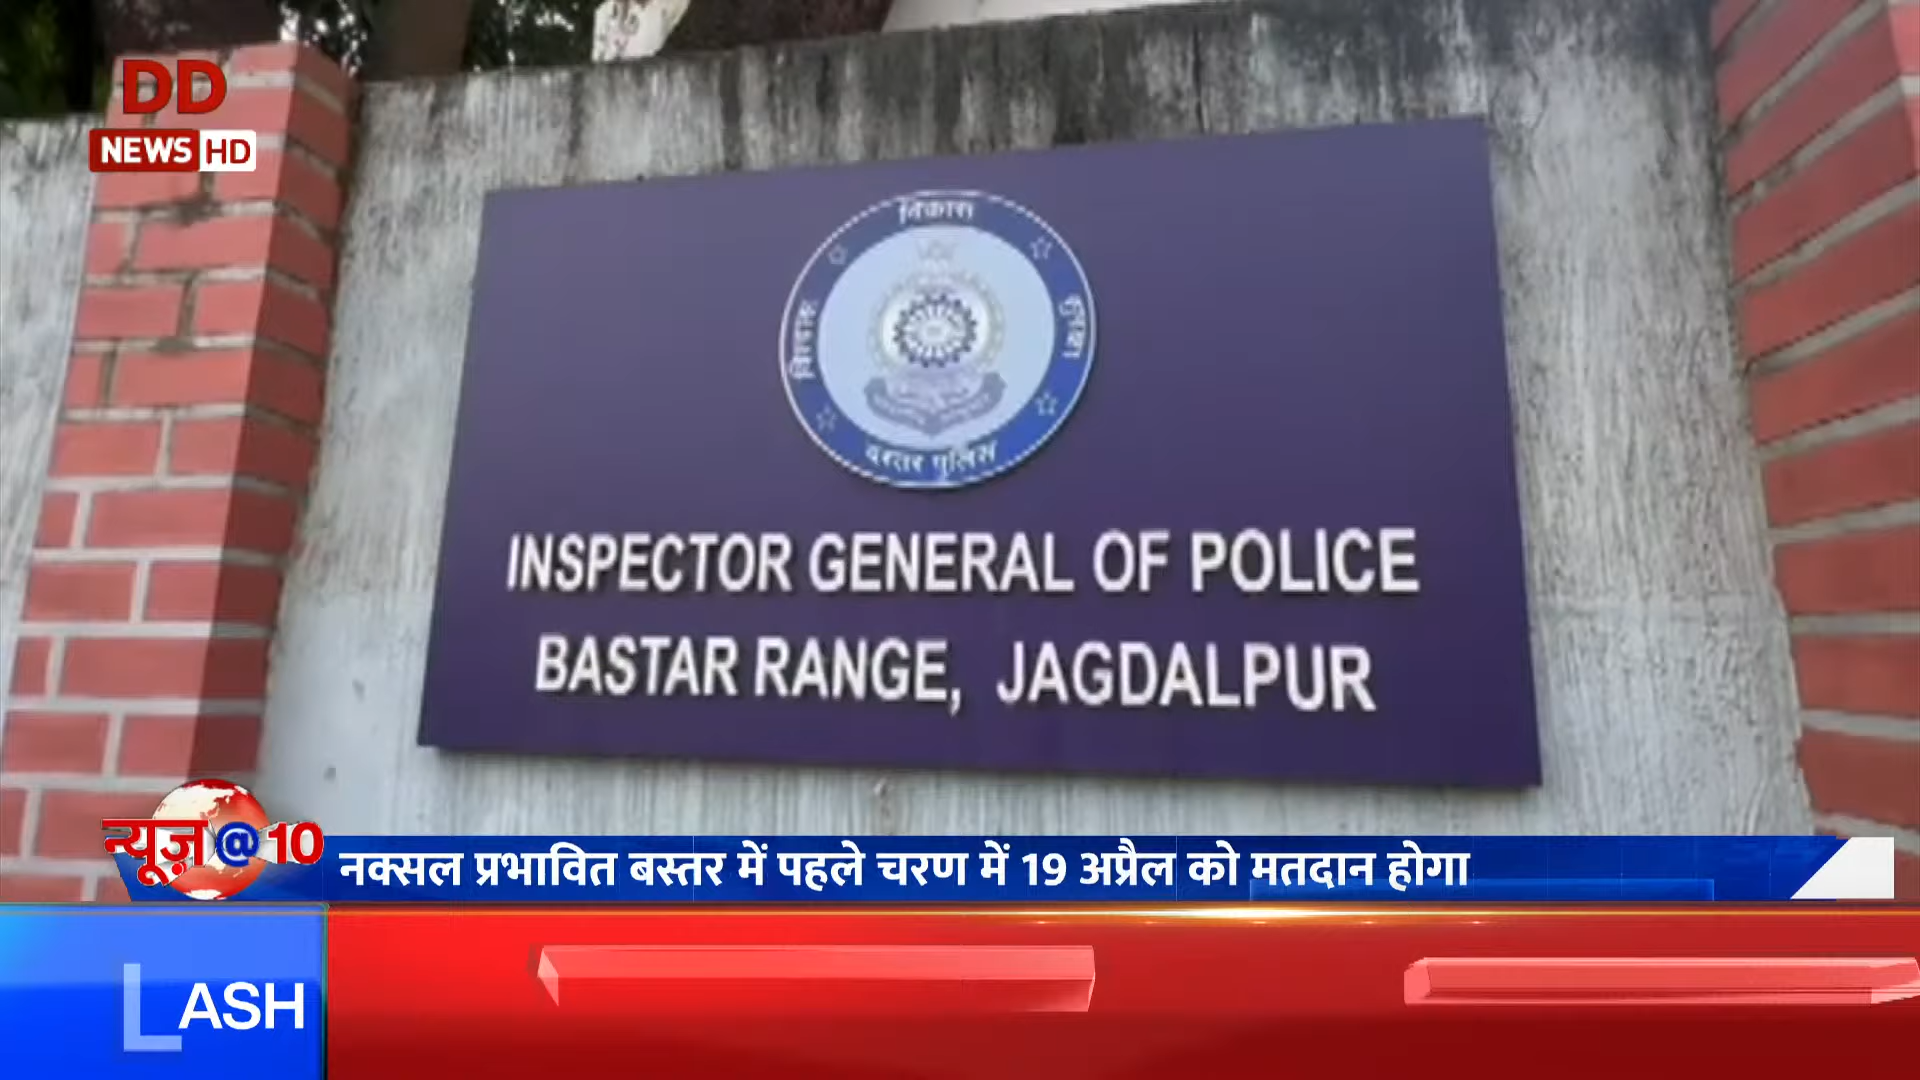 DD
NEWS HD
विकास
सुरक्षा
बस्तर पुलिस
INSPECTOR GENERAL OF POLICE
BASTAR RANGE, JAGDALPUR
न्यूज़@10
नक्सल प्रभावित बस्तर में पहले चरण में 19 अप्रैल को मतदान होगा
LASH